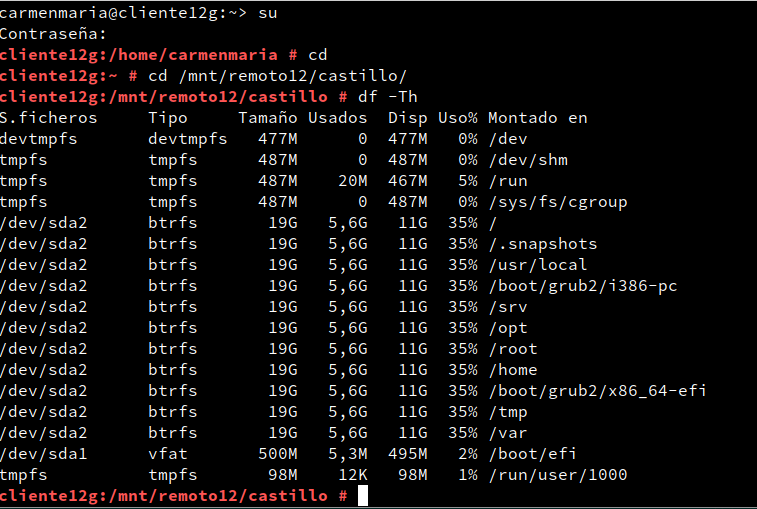 carmenmaria@cliente12g:~> su
Contraseña:
cliente12g:/home/carmenmaria # cd
cliente12g:~ # cd /mnt/remoto12/castillo/
cliente12g:/mnt/remoto12/castillo # df -Th
S.ficheros Tipo Tamaño Usados Disp Uso% Montado en
devtmpfs devtmpfs 477M 0 477M 0% /dev
tmpfs tmpfs 487M 0 487M 0% /dev/shm
tmpfs tmpfs 487M 20M 467M 5% /run
tmpfs tmpfs 487M 0 487M 0% /sys/fs/cgroup
/dev/sda2 btrfs 19G 5,6G 11G 35% /
/dev/sda2 btrfs 19G 5,6G 11G 35% /.snapshots
/dev/sda2 btrfs 19G 5,6G 11G 35% /usr/local
/dev/sda2 btrfs 19G 5,6G 11G 35% /boot/grub2/i386-pc
/dev/sda2 btrfs 19G 5,6G 11G 35% /srv
/dev/sda2 btrfs 19G 5,6G 11G 35% /opt
/dev/sda2 btrfs 19G 5,6G 11G 35% /root
/dev/sda2 btrfs 19G 5,6G 11G 35% /home
/dev/sda2 btrfs 19G 5,6G 11G 35% /boot/grub2/x86_64-efi
/dev/sda2 btrfs 19G 5,6G 11G 35% /tmp
/dev/sda2 btrfs 19G 5,6G 11G 35% /var
/dev/sda1 vfat 500M 5,3M 495M 2% /boot/efi
tmpfs tmpfs 98M 12K 98M 1% /run/user/1000
cliente12g:/mnt/remoto12/castillo #